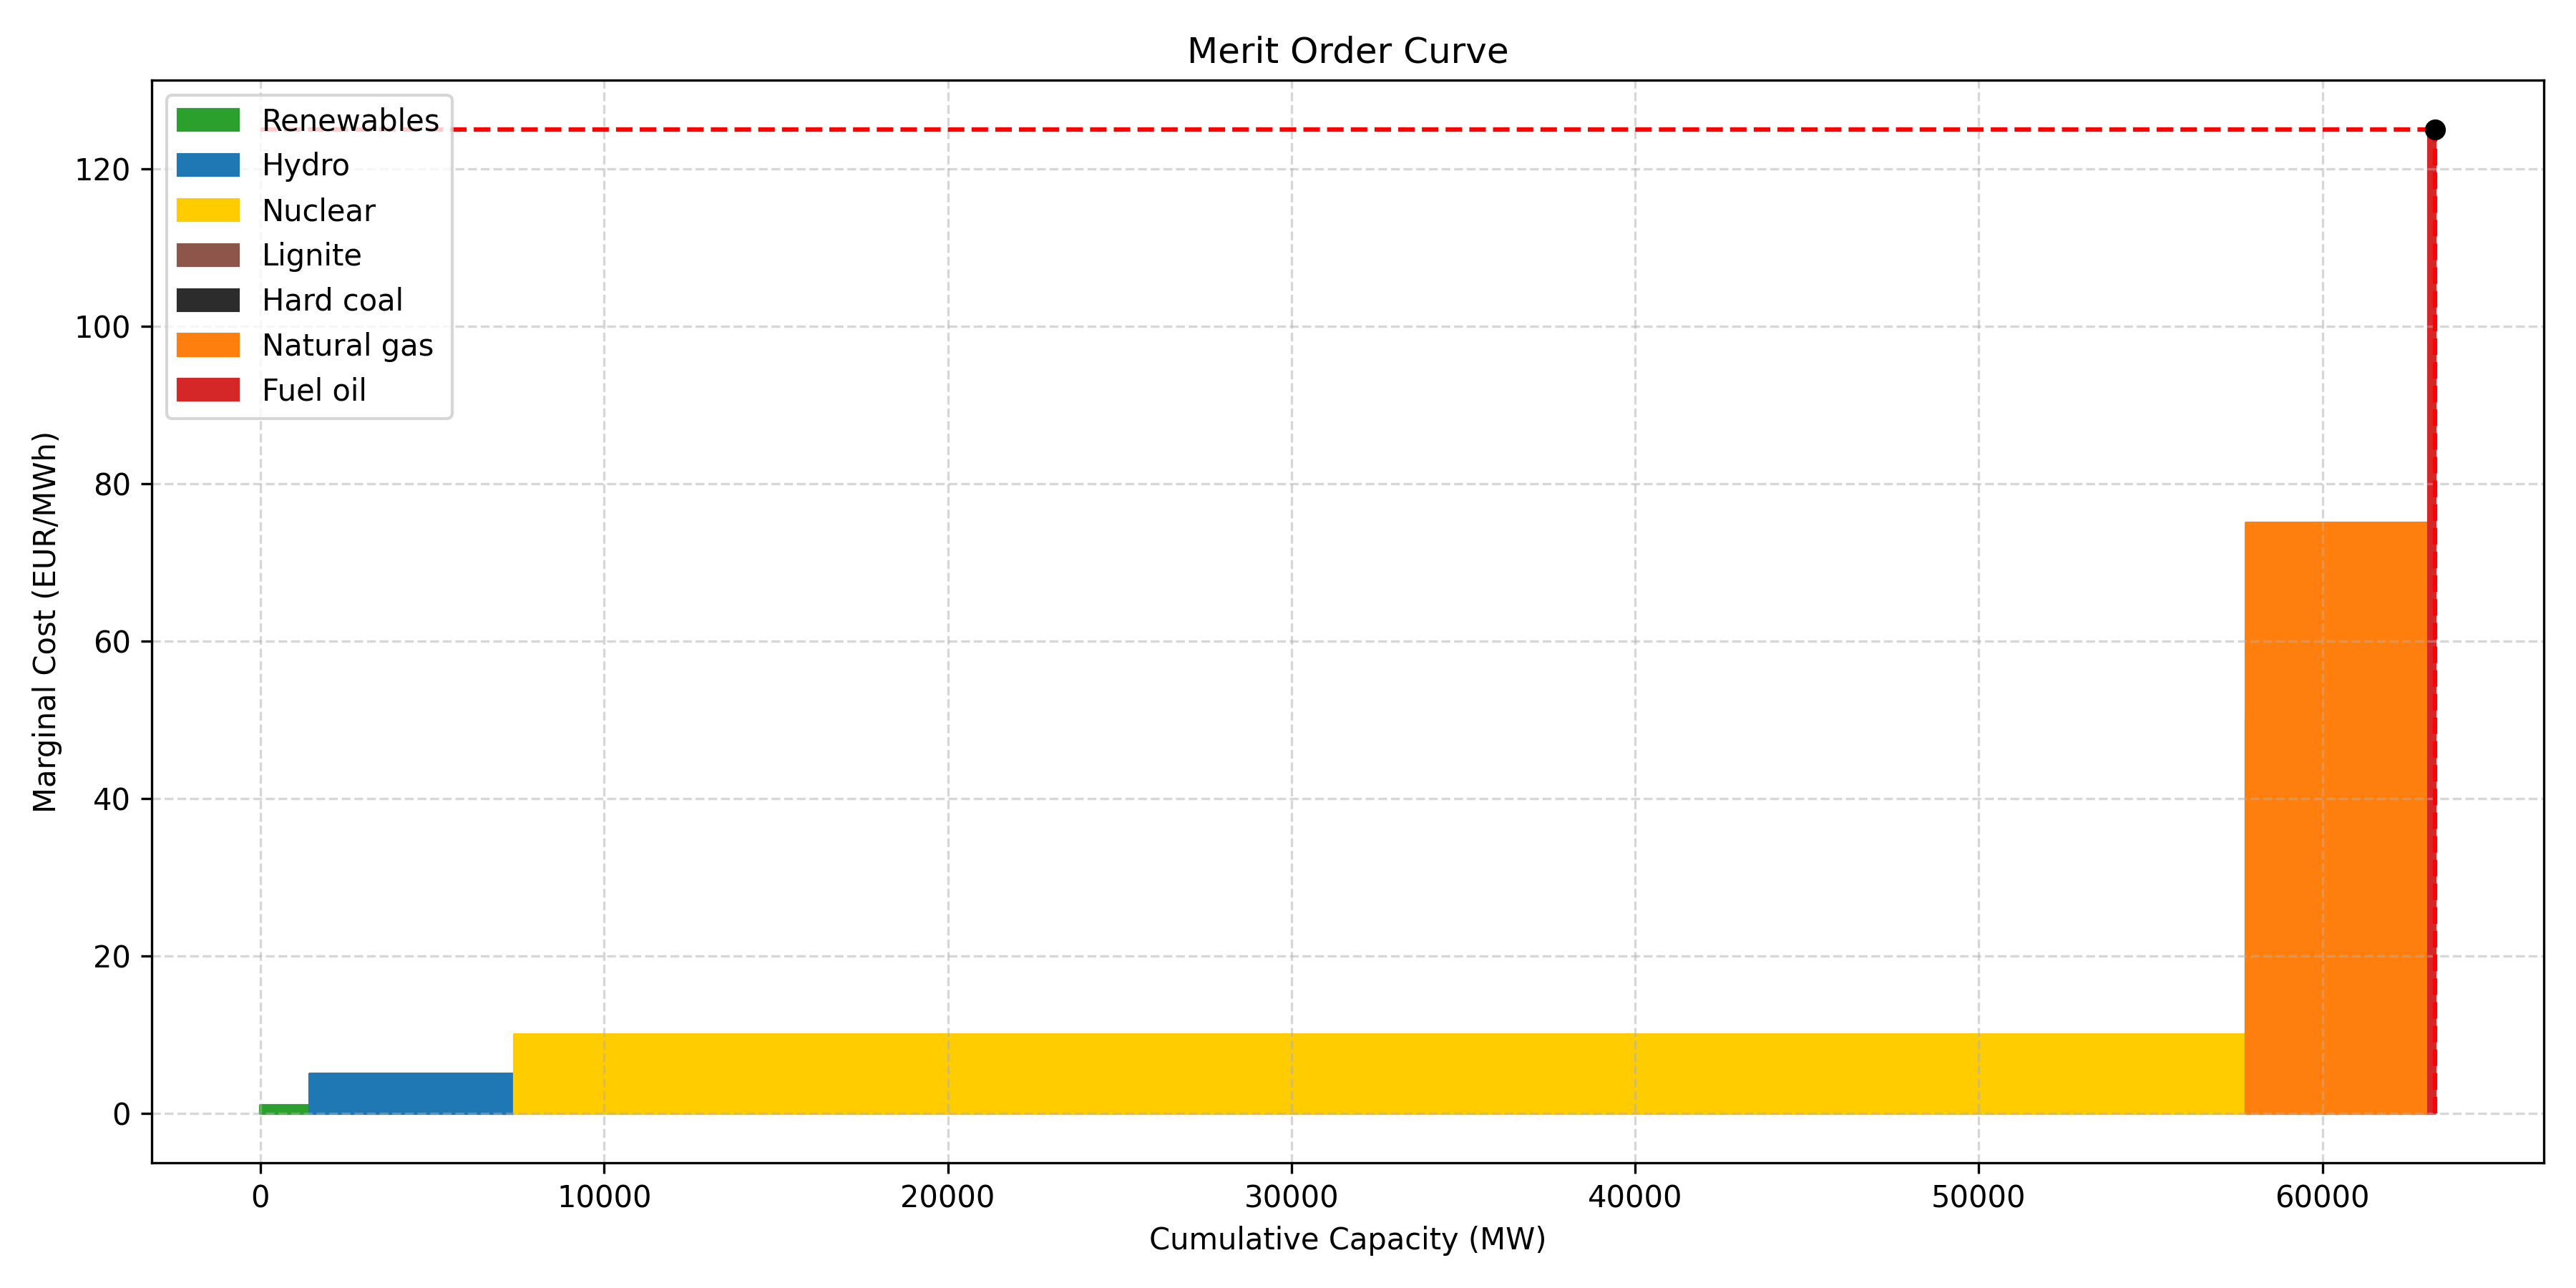 Merit Order Curve
Renewables
Hydro
Nuclear
Lignite
Hard coal
Natural gas
Fuel oil
Marginal Cost (EUR/MWh)
120
100
80
60
40
20
0
0 10000 20000 30000 40000 50000 60000
Cumulative Capacity (MW)